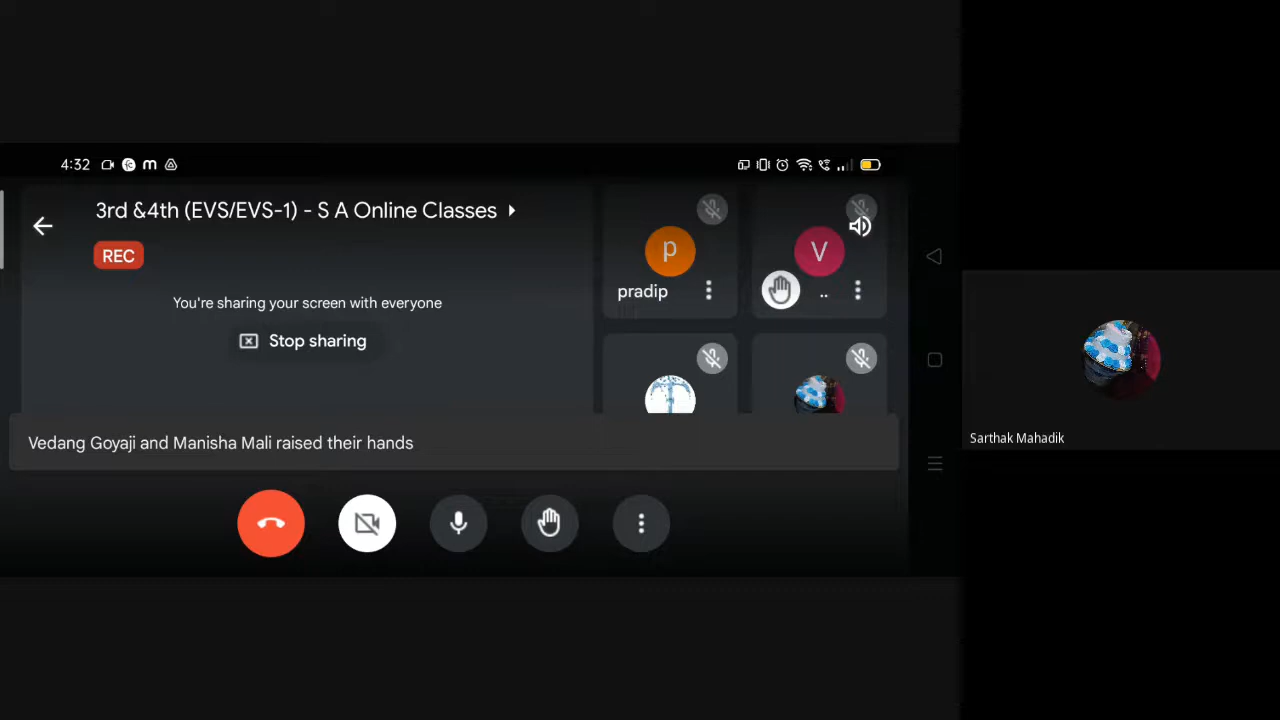 4:32
3rd &4th (EVS/EVS-1) - S A Online Classes
REC
You're sharing your screen with everyone
Stop sharing
P
pradip
V
..
Vedang Goyaji and Manisha Mali raised their hands
Sarthak Mahadik